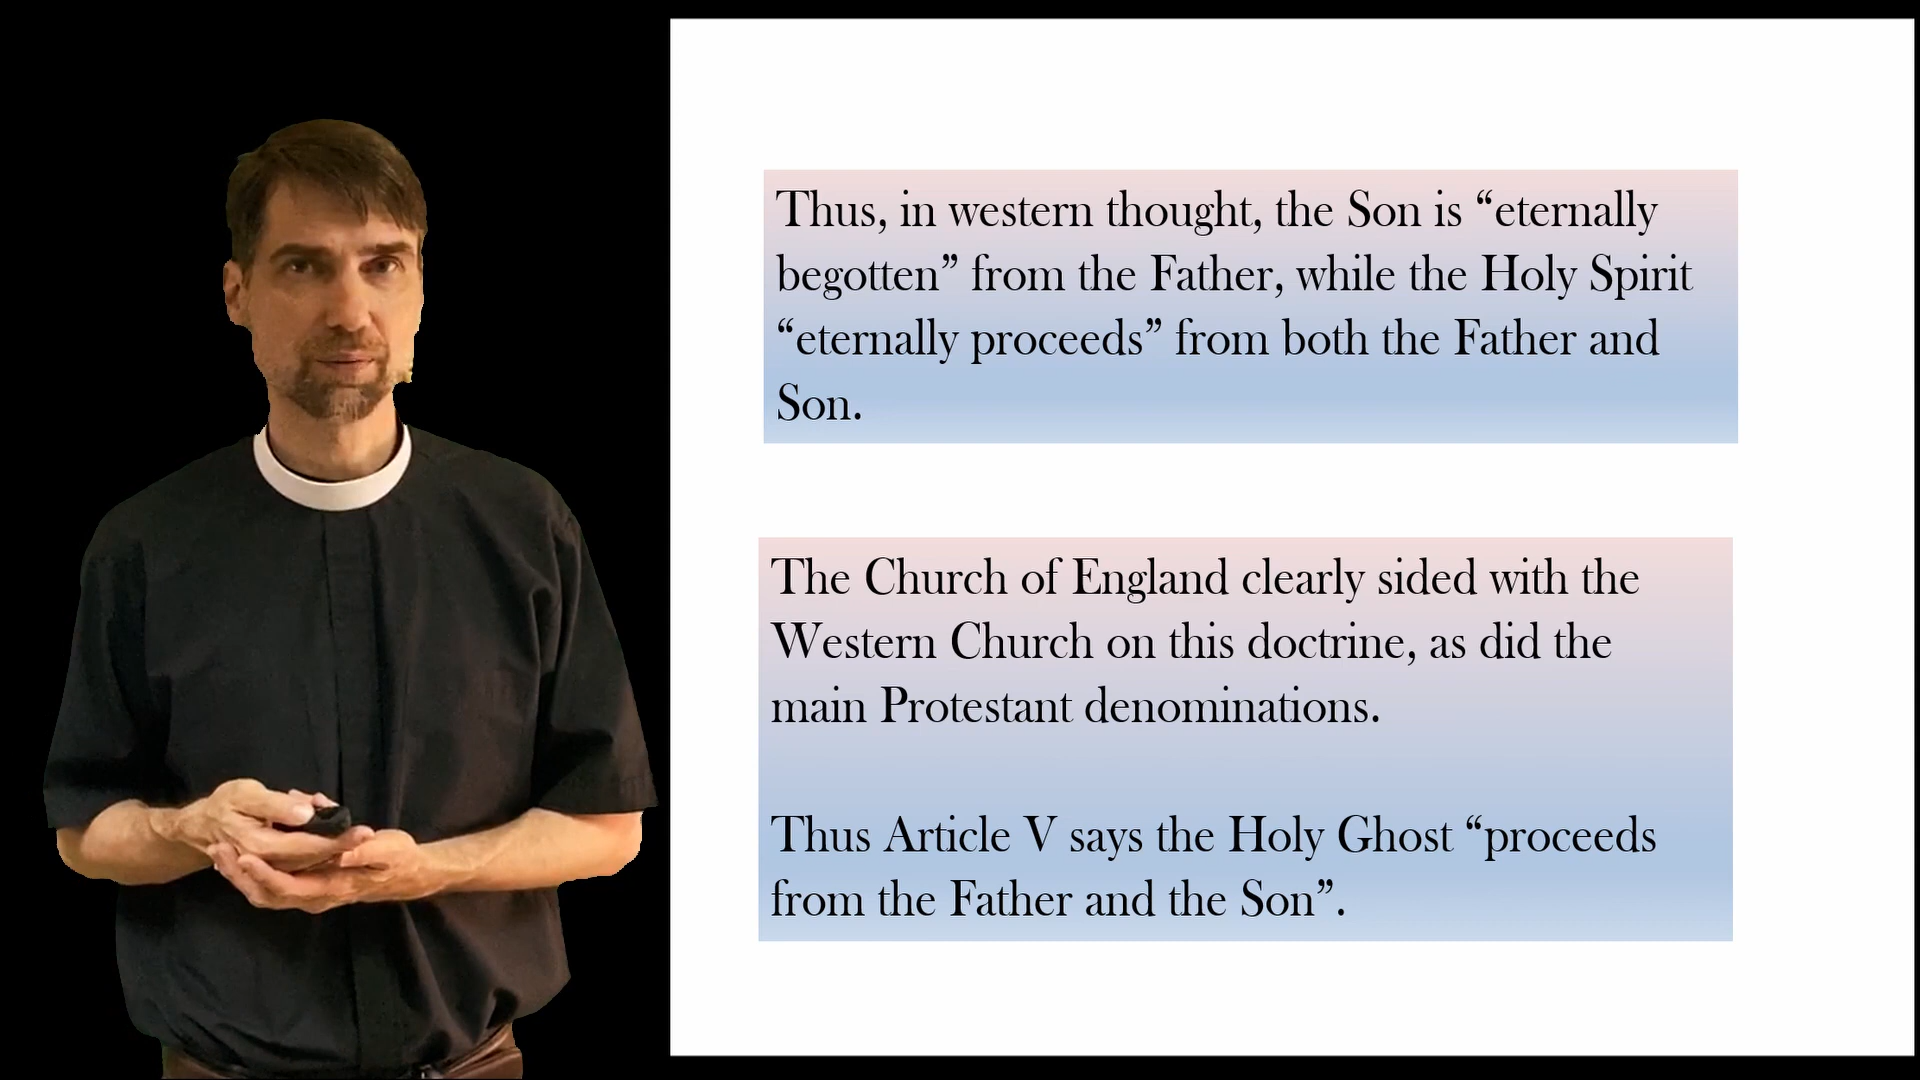 Thus, in western thought, the Son is “eternally
begotten” from the Father, while the Holy Spirit
“eternally proceeds” from both the Father and
Son.
The Church of England clearly sided with the
Western Church on this doctrine, as did the
main Protestant denominations.
Thus Article V says the Holy Ghost “proceeds
from the Father and the Son”.